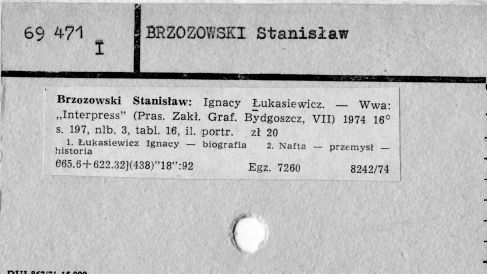 69 471
I
BRZOZOWSKI Stanisław
Brzozowski Stanisław: Ignacy Łukasiewicz. — Wwa:
„Interpress” (Pras. Zakł. Graf. Bydgoszcz, VII) 1974 16°
s. 197, nlb. 3, tabl. 16, il. portr. zł 20
1. Łukasiewicz Ignacy — biografia 2. Nafta — przemysł —
historia
665.6+622.32](438)"18":92 Egz. 7260 8242/74